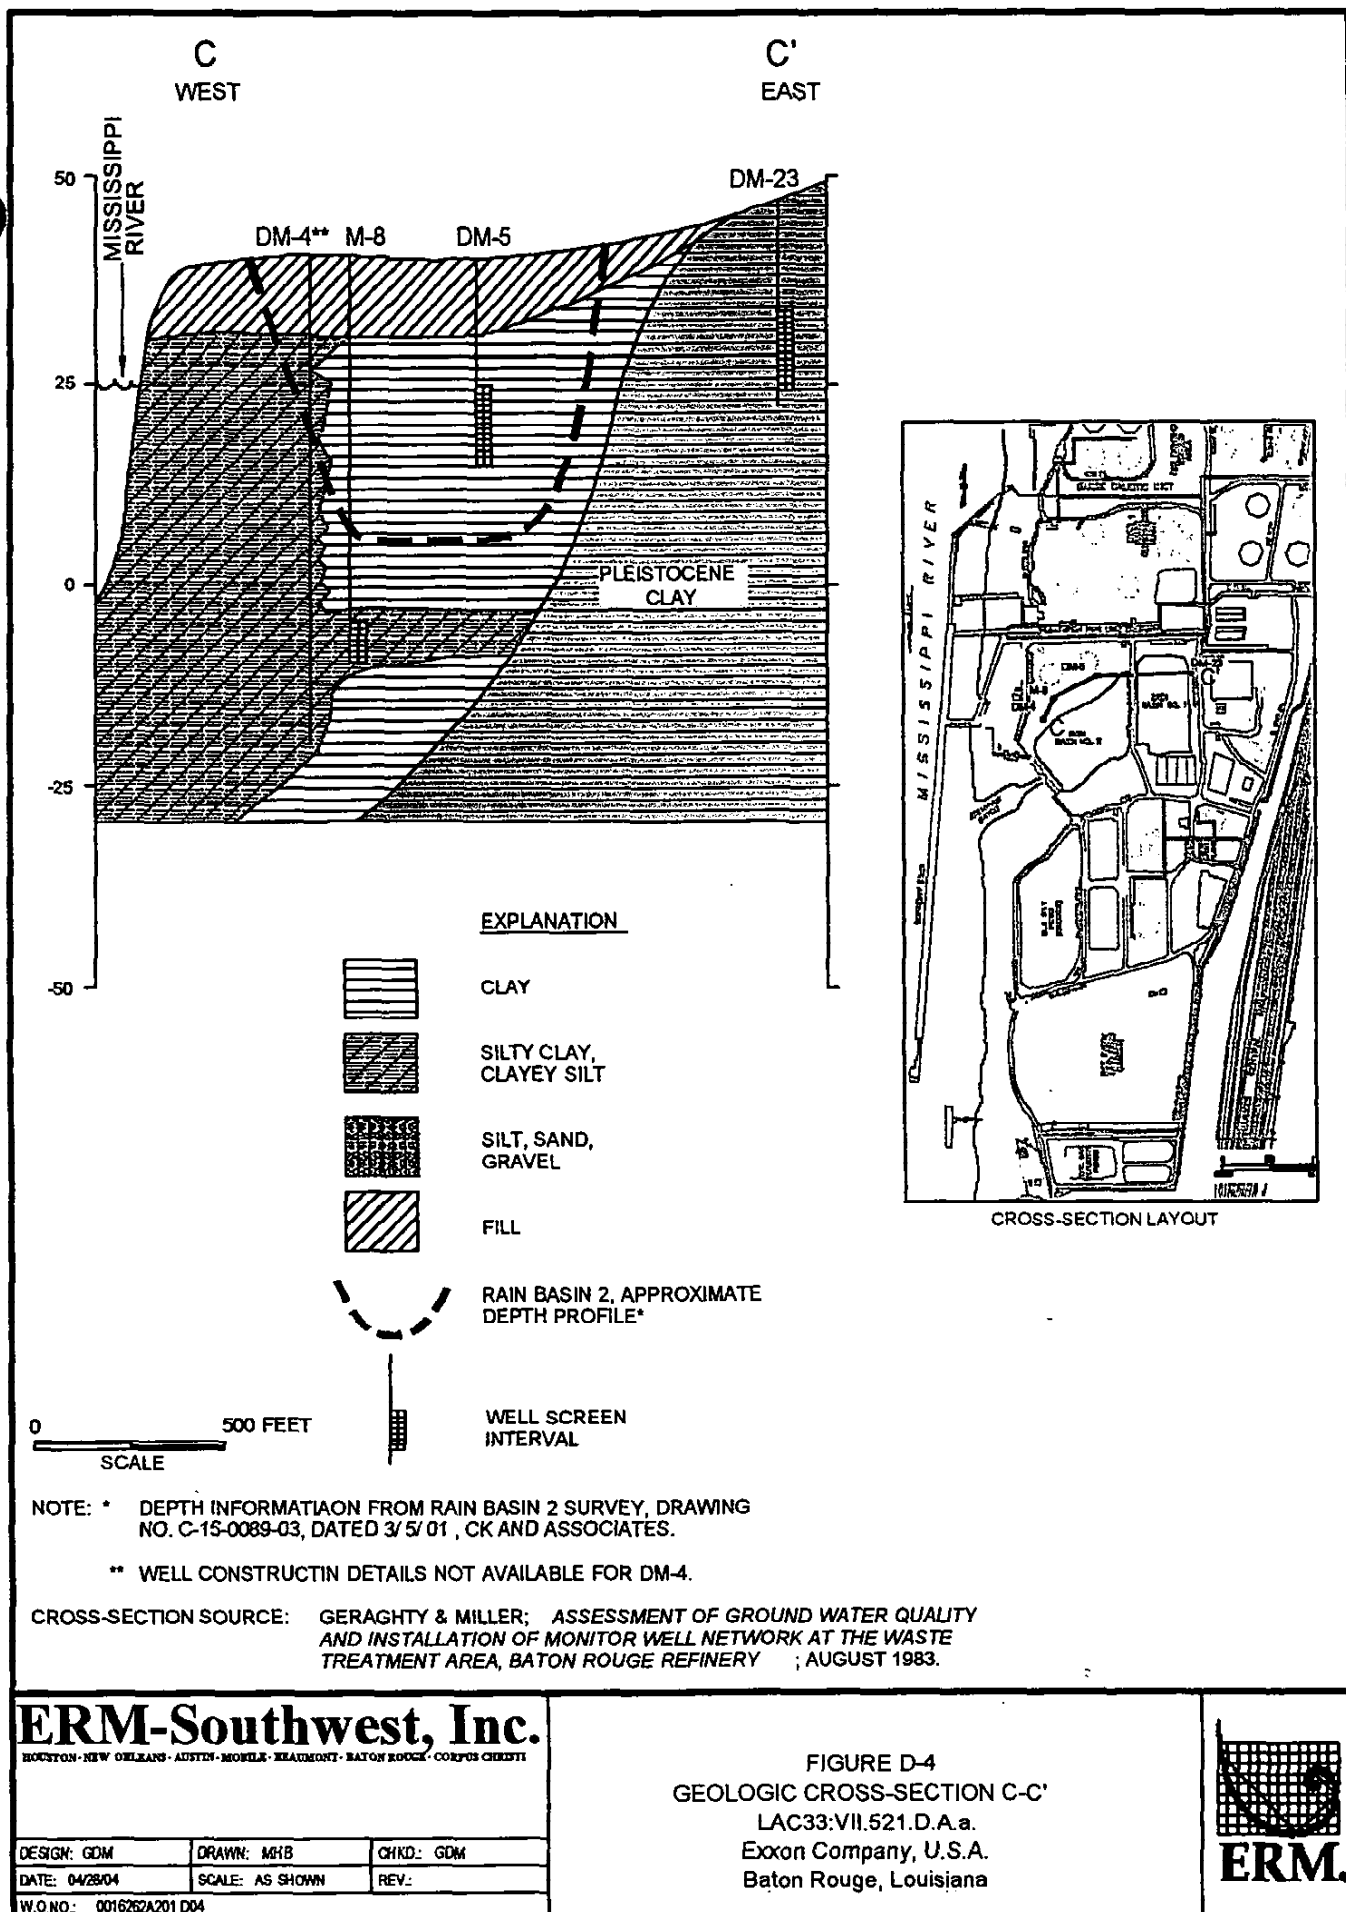 C
WEST
C'
EAST
MISSISSIPPI
RIVER
50
25
0
-25
-50
DM-4**
M-8
DM-5
DM-23
PLEISTOCENE
CLAY
EXPLANATION
CLAY
SILTY CLAY,
CLAYEY SILT
SILT, SAND,
GRAVEL
FILL
RAIN BASIN 2, APPROXIMATE
DEPTH PROFILE*
WELL SCREEN
INTERVAL
0 500 FEET
SCALE
MISSISSIPPI RIVER
DM-5
M-8
C
C'
CROSS-SECTION LAYOUT
NOTE: * DEPTH INFORMATIAON FROM RAIN BASIN 2 SURVEY, DRAWING
NO. C-1S-0089-03, DATED 3/ 5/ 01 , CK AND ASSOCIATES.
** WELL CONSTRUCTIN DETAILS NOT AVAILABLE FOR DM-4.
CROSS-SECTION SOURCE: GERAGHTY & MILLER; ASSESSMENT OF GROUND WATER QUALITY
AND INSTALLATION OF MONITOR WELL NETWORK AT THE WASTE
TREATMENT AREA, BATON ROUGE REFINERY ; AUGUST 1983.
ERM-Southwest, Inc.
HOUSTON · NEW ORLEANS · AUSTIN · MOBILE · BEAUMONT · BATON ROUGE · CORPUS CHRISTI
DESIGN: GDM DRAWN: MHB CHKD.: GDM
DATE: 04/28/04 SCALE: AS SHOWN REV.:
W.O.NO.: 0016262A201 D04
FIGURE D-4
GEOLOGIC CROSS-SECTION C-C'
LAC33:VII.521.D.A.a.
Exxon Company, U.S.A.
Baton Rouge, Louisiana
ERM.